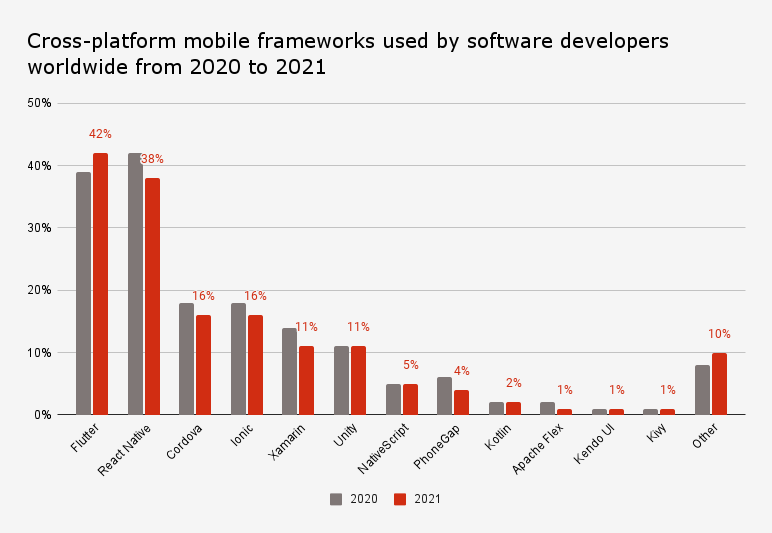 Cross-platform mobile frameworks used by software developers
worldwide from 2020 to 2021
50%
40%
30%
20%
10%
0%
42%
38%
16%
16%
11%
11%
5%
4%
2%
1%
1%
1%
10%
Flutter
React Native
Cordova
Ionic
Xamarin
Unity
NativeScript
PhoneGap
Kotlin
Apache Flex
Kendo UI
Kivy
Other
2020
2021